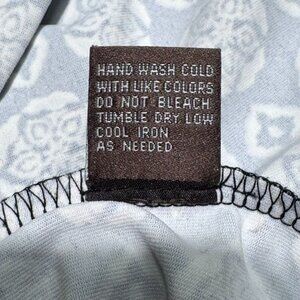 HAND WASH COLD
WITH LIKE COLORS
DO NOT BLEACH
TUMBLE DRY LOW
COOL IRON
AS NEEDED